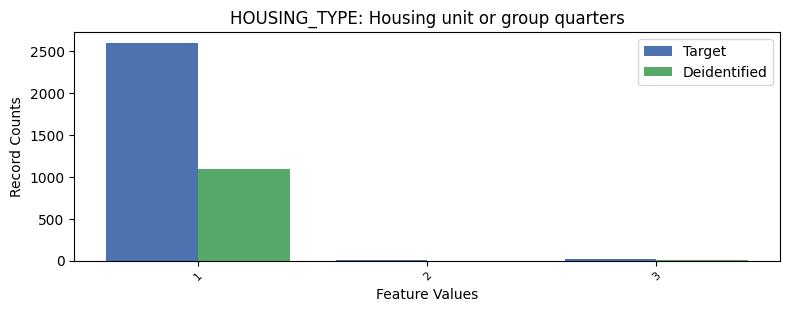 HOUSING_TYPE: Housing unit or group quarters
Target
Deidentified
Record Counts
2500
2000
1500
1000
500
0
1
2
3
Feature Values